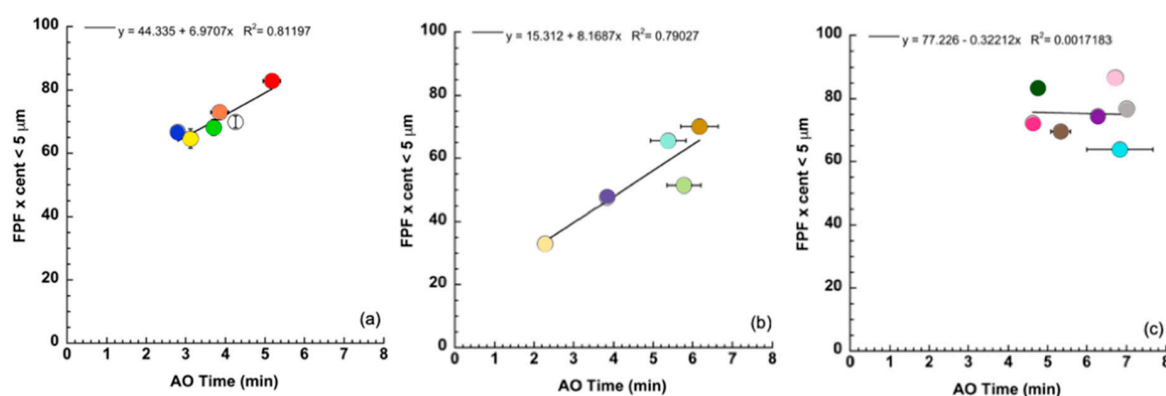 y = 44.335 + 6.9707x R²= 0.81197
100
80
60
40
20
0
FPF x cent < 5 μm
0 1 2 3 4 5 6 7 8
AO Time (min)
(a)
y = 15.312 + 8.1687x R²= 0.79027
100
80
60
40
20
0
FPF x cent < 5 μm
0 2 4 6 8
AO Time (min)
(b)
y = 77.226 - 0.32212x R²= 0.0017183
100
80
60
40
20
0
FPF x cent < 5 μm
0 1 2 3 4 5 6 7 8
AO Time (min)
(c)